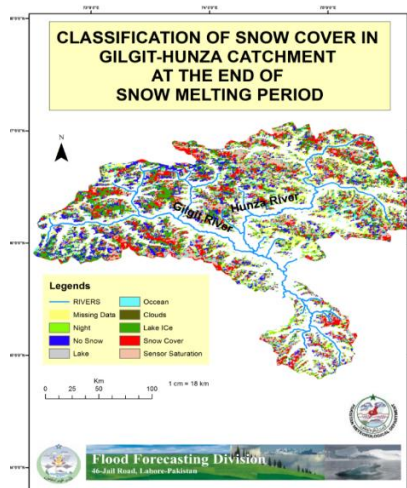 CLASSIFICATION OF SNOW COVER IN
GILGIT-HUNZA CATCHMENT
AT THE END OF
SNOW MELTING PERIOD
N
Gilgit River
Hunza River
Legends
RIVERS
Missing Data
Night
No Snow
Lake
Occean
Clouds
Lake ICe
Snow Cover
Sensor Saturation
Km
0 25 50 100
1 cm = 18 km
Flood Forecasting Division
46-Jail Road, Lahore-Pakistan